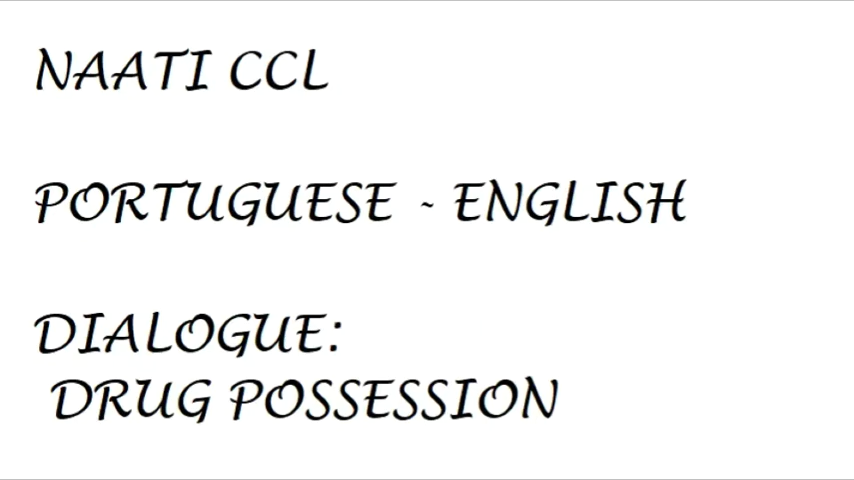 NAATI CCL
PORTUGUESE - ENGLISH
DIALOGUE:
DRUG POSSESSION